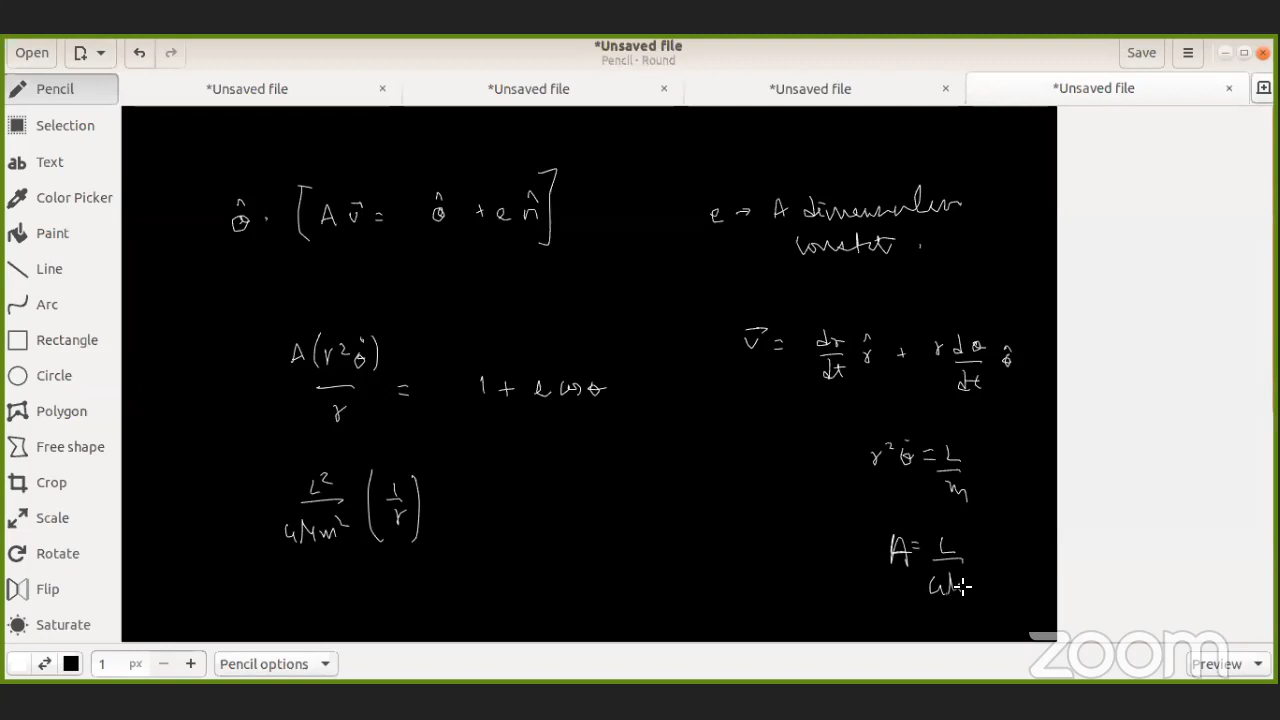 *Unsaved file
Pencil - Round
Open
Save
Pencil
*Unsaved file
*Unsaved file
*Unsaved file
*Unsaved file
Selection
Text
Color Picker
Paint
Line
Arc
Rectangle
Circle
Polygon
Free shape
Crop
Scale
Rotate
Flip
Saturate
θ̂ · [ A v⃗ = θ̂ + e n̂ ]
e → A dimensionless
constant .
A(r²θ̇)/r = 1 + e cosθ
v⃗ = dr/dt r̂ + r dθ/dt θ̂
r²θ̇ = L/m
L²/GMm² (1/r)
A = L/GM
1 px
Pencil options
Preview
zoom